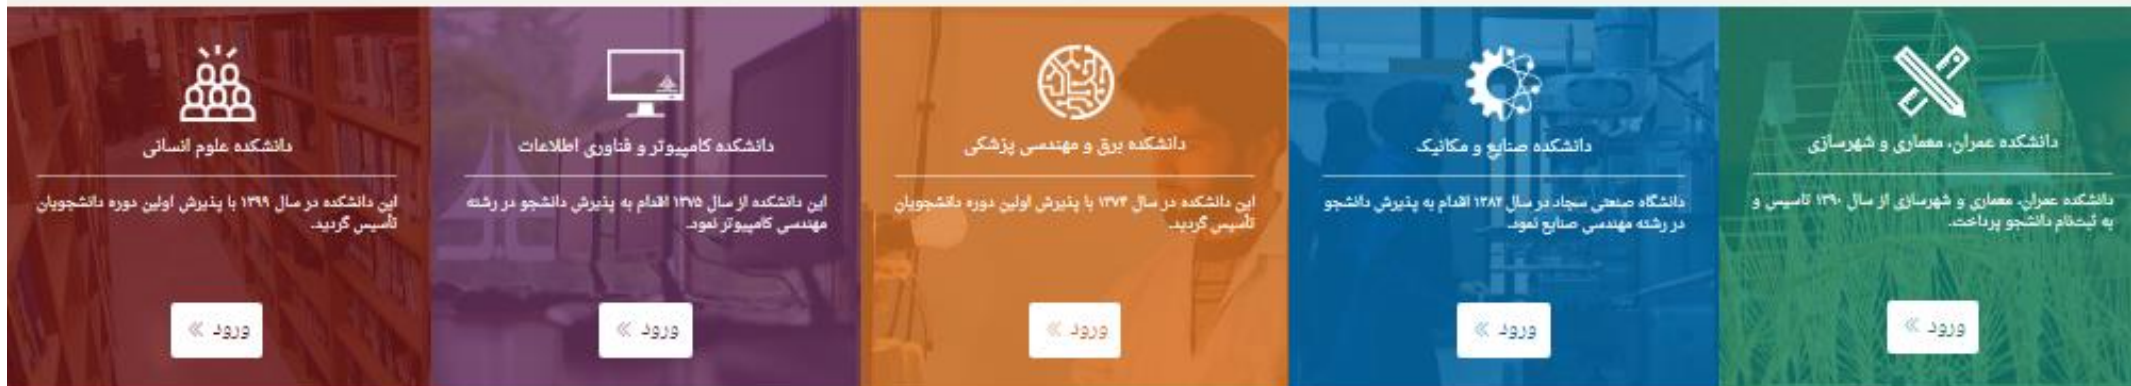 دانشکده عمران، معماری و شهرسازی
دانشکده عمران، معماری و شهرسازی از سال ۱۳۹۰ تاسیس و
به ثبت‌نام دانشجو پرداخت.
ورود »
دانشکده صنایع و مکانیک
دانشگاه صنعتی سجاد در سال ۱۳۸۲ اقدام به پذیرش دانشجو
در رشته مهندسی صنایع نمود.
ورود »
دانشکده برق و مهندسی پزشکی
این دانشکده در سال ۱۳۷۴ با پذیرش اولین دوره دانشجویان
تأسیس گردید.
ورود »
دانشکده کامپیوتر و فناوری اطلاعات
این دانشکده از سال ۱۳۷۵ اقدام به پذیرش دانشجو در رشته
مهندسی کامپیوتر نمود.
ورود »
دانشکده علوم انسانی
این دانشکده در سال ۱۳۹۹ با پذیرش اولین دوره دانشجویان
تأسیس گردید.
ورود »